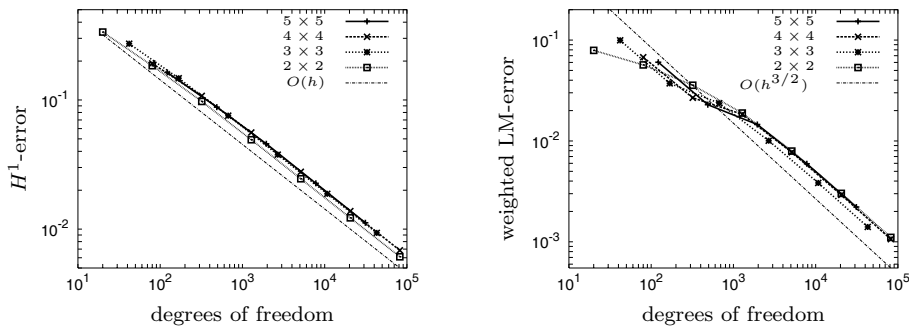 5 × 5
4 × 4
3 × 3
2 × 2
O(h)
10^-1
10^-2
H^1-error
10^1 10^2 10^3 10^4 10^5
degrees of freedom
5 × 5
4 × 4
3 × 3
2 × 2
O(h^3/2)
10^-1
10^-2
10^-3
weighted LM-error
10^1 10^2 10^3 10^4 10^5
degrees of freedom